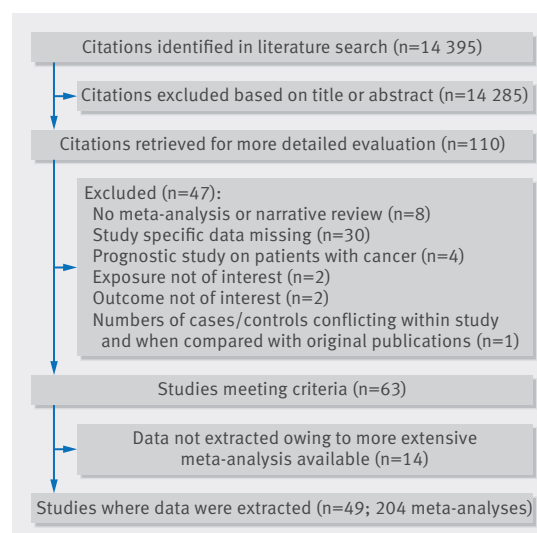 Citations identified in literature search (n=14 395)
Citations excluded based on title or abstract (n=14 285)
Citations retrieved for more detailed evaluation (n=110)
Excluded (n=47):
No meta-analysis or narrative review (n=8)
Study specific data missing (n=30)
Prognostic study on patients with cancer (n=4)
Exposure not of interest (n=2)
Outcome not of interest (n=2)
Numbers of cases/controls conflicting within study
and when compared with original publications (n=1)
Studies meeting criteria (n=63)
Data not extracted owing to more extensive
meta-analysis available (n=14)
Studies where data were extracted (n=49; 204 meta-analyses)